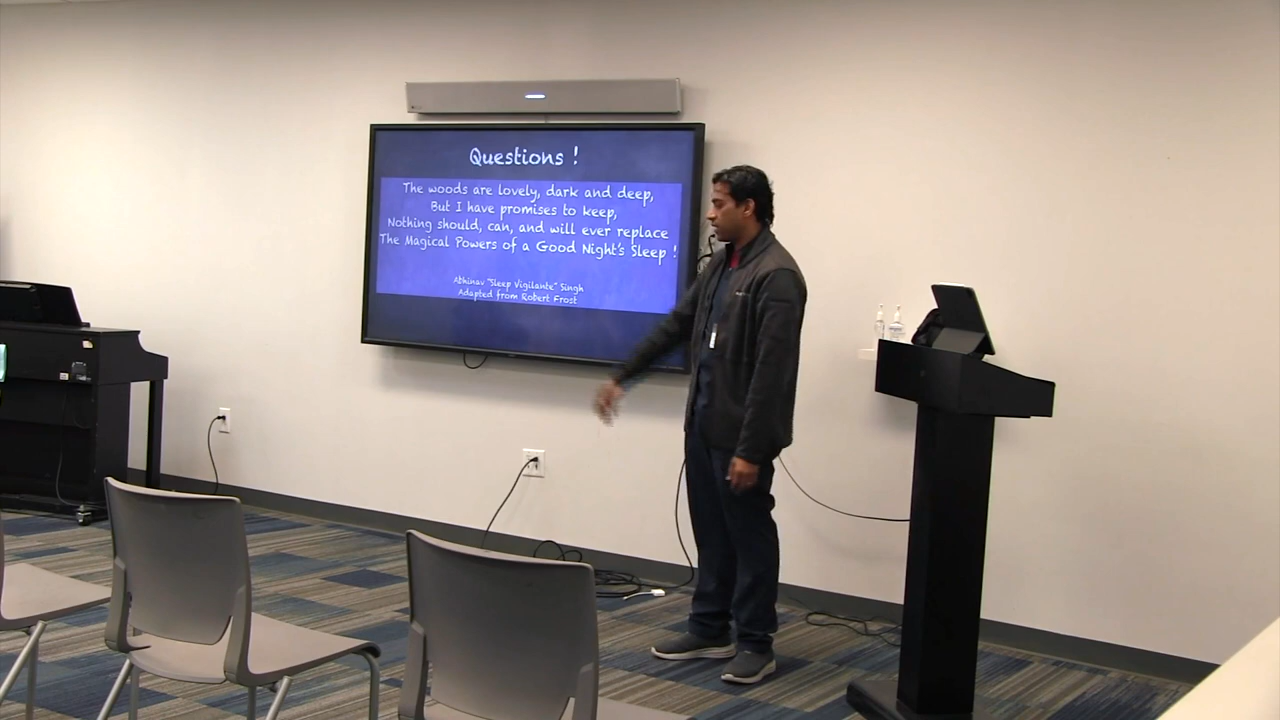 Questions !
The woods are lovely, dark and deep,
But I have promises to keep,
Nothing should, can, and will ever replace
The Magical Powers of a Good Night's Sleep !
Abhinav "Sleep Vigilante" Singh
Adapted from Robert Frost